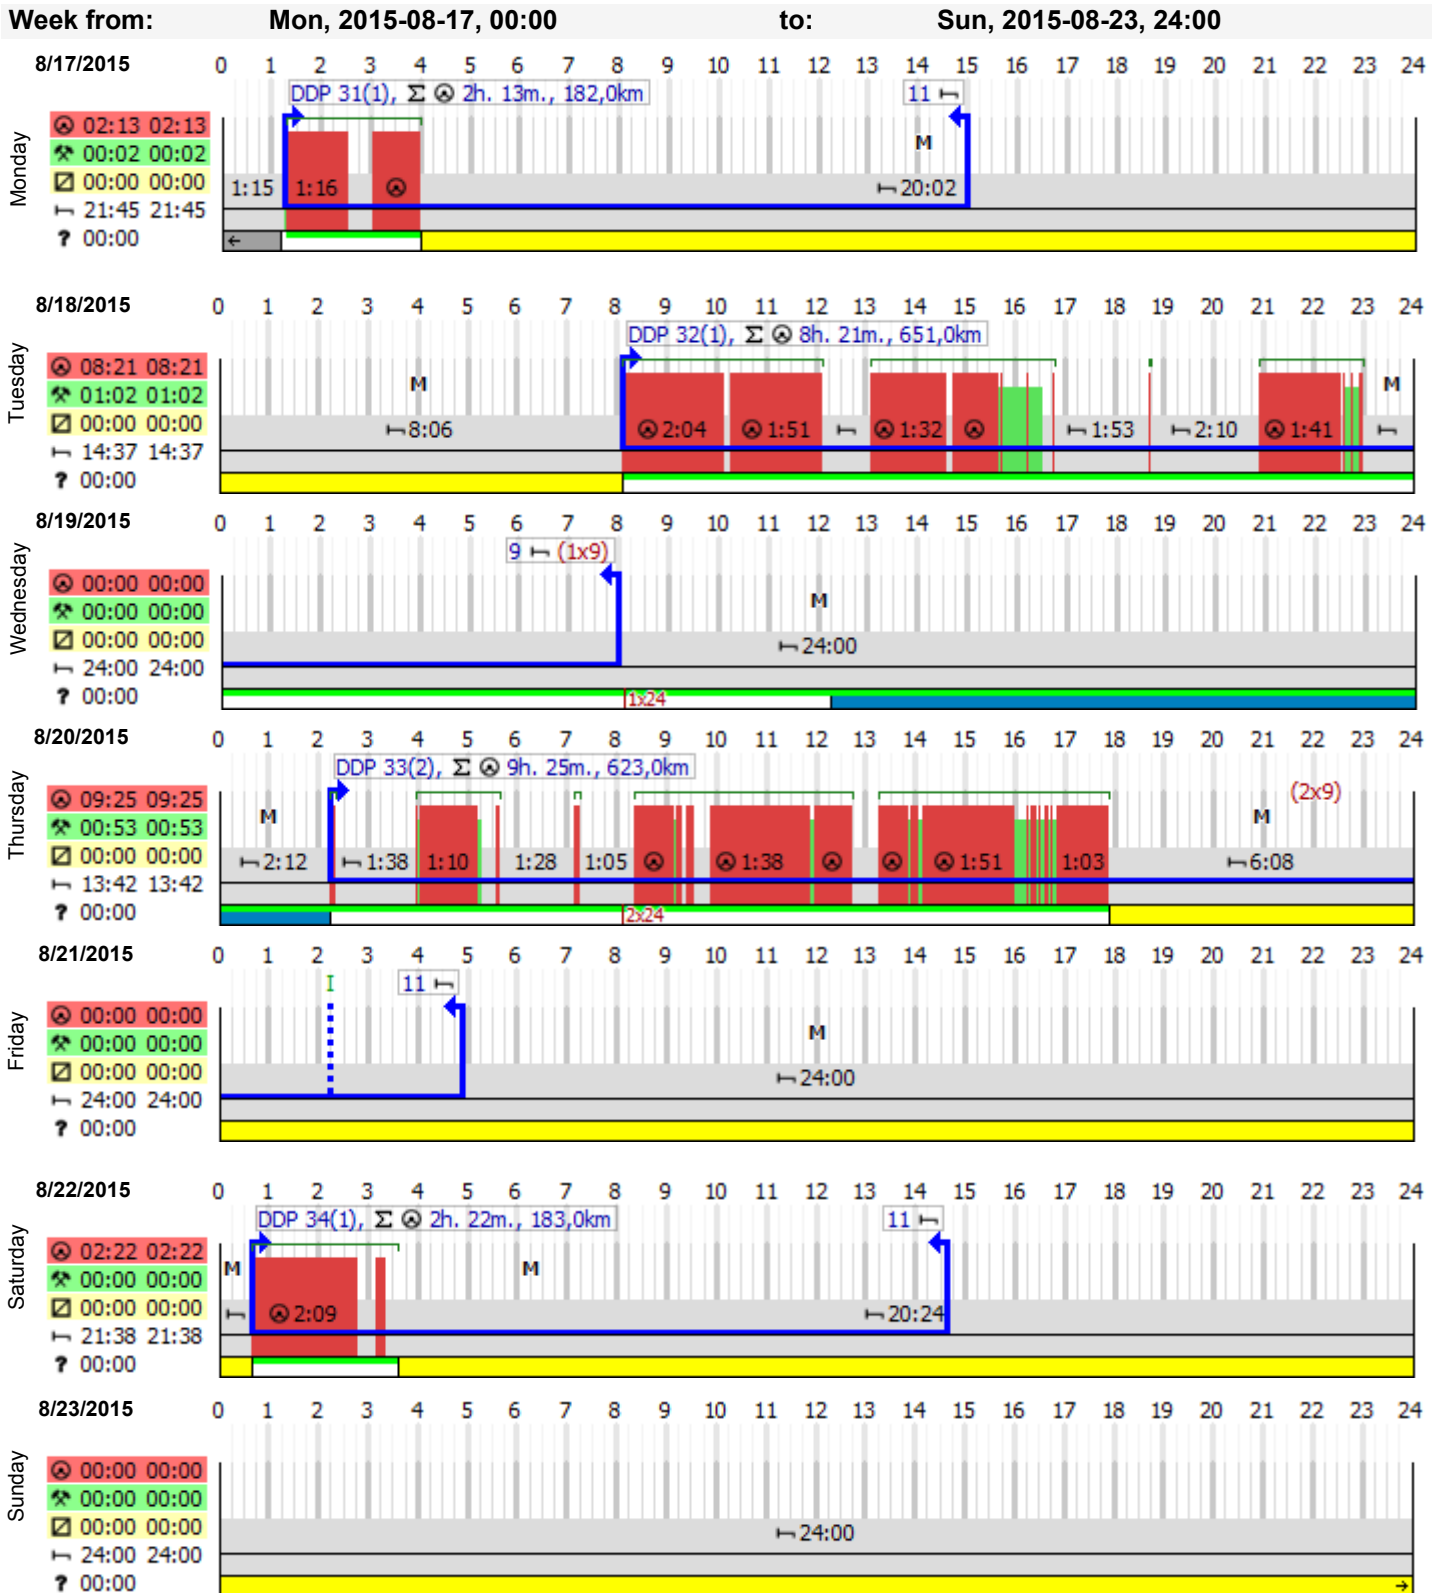 Week from: Mon, 2015-08-17, 00:00 to: Sun, 2015-08-23, 24:00
8/17/2015 0 1 2 3 4 5 6 7 8 9 10 11 12 13 14 15 16 17 18 19 20 21 22 23 24
DDP 31(1), Σ 2h. 13m., 182,0km 11
Monday
02:13 02:13
M
00:02 00:02
00:00 00:00 1:15 1:16 20:02
21:45 21:45
? 00:00 ←
8/18/2015 0 1 2 3 4 5 6 7 8 9 10 11 12 13 14 15 16 17 18 19 20 21 22 23 24
DDP 32(1), Σ 8h. 21m., 651,0km
Tuesday
08:21 08:21
M M
01:02 01:02
00:00 00:00 8:06 2:04 1:51 1:32 1:53 2:10 1:41
14:37 14:37
? 00:00
8/19/2015 0 1 2 3 4 5 6 7 8 9 10 11 12 13 14 15 16 17 18 19 20 21 22 23 24
9 (1x9)
Wednesday
00:00 00:00
00:00 00:00 M
00:00 00:00 24:00
24:00 24:00
? 00:00 1x24
8/20/2015 0 1 2 3 4 5 6 7 8 9 10 11 12 13 14 15 16 17 18 19 20 21 22 23 24
DDP 33(2), Σ 9h. 25m., 623,0km
Thursday
09:25 09:25 (2x9)
00:53 00:53 M M
00:00 00:00 2:12 1:38 1:10 1:28 1:05 1:38 1:51 1:03 6:08
13:42 13:42
? 00:00 2x24
8/21/2015 0 1 2 3 4 5 6 7 8 9 10 11 12 13 14 15 16 17 18 19 20 21 22 23 24
I 11
Friday
00:00 00:00
00:00 00:00 M
00:00 00:00 24:00
24:00 24:00
? 00:00
8/22/2015 0 1 2 3 4 5 6 7 8 9 10 11 12 13 14 15 16 17 18 19 20 21 22 23 24
DDP 34(1), Σ 2h. 22m., 183,0km 11
Saturday
02:22 02:22
M M
00:00 00:00
00:00 00:00 2:09 20:24
21:38 21:38
? 00:00
8/23/2015 0 1 2 3 4 5 6 7 8 9 10 11 12 13 14 15 16 17 18 19 20 21 22 23 24
Sunday
00:00 00:00
00:00 00:00
00:00 00:00 24:00
24:00 24:00
? 00:00 →